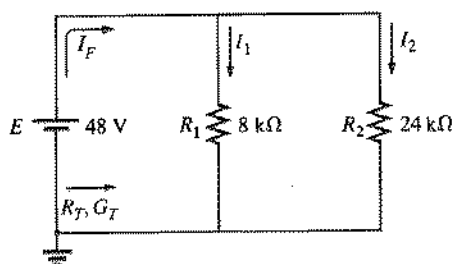 I_F
I_1
I_2
E 48 V R_1 8 kΩ R_2 24 kΩ
R_T, G_T